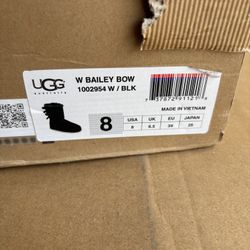 W BAILEY BOW
1002954 W / BLK
UGG
australia
8
USA UK EU JAPAN
8 6.5 39 25
MADE IN VIETNAM